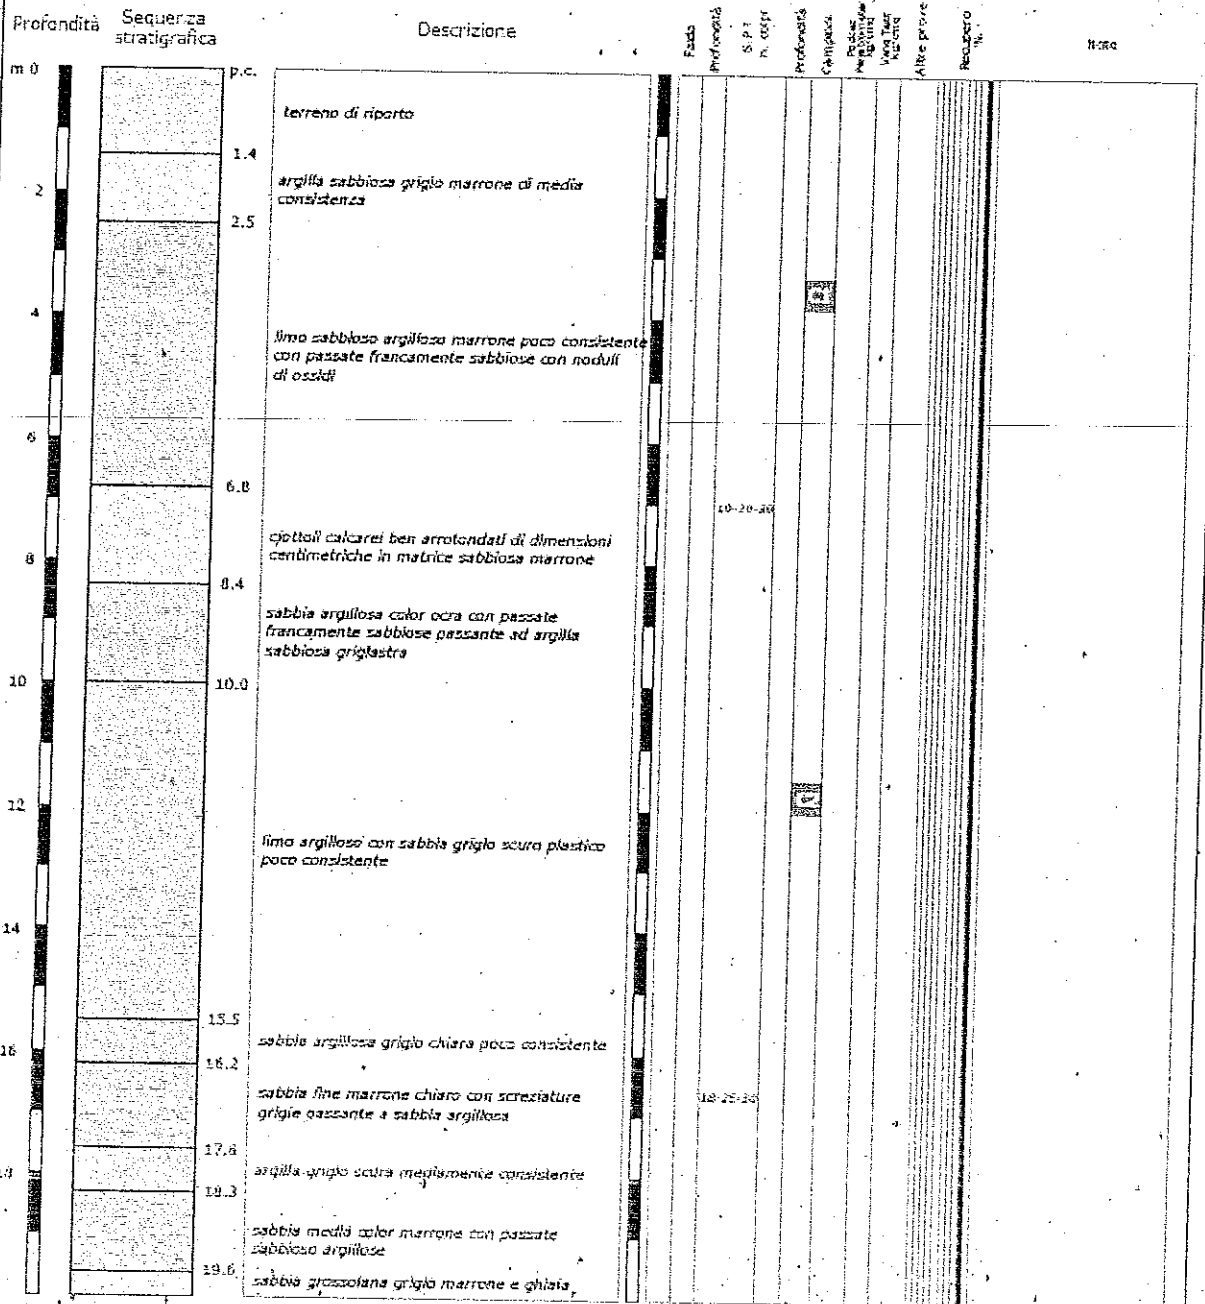 Profondità
Sequenza
stratigrafica
Descrizione
Falda
Profondità
S.P.T.
n. colpi
Profondità
Campioni
Pocket
Penetrometer
Vane Test
Altre prove
Recupero
%
Note
m 0
p.c.
terreno di riporto
1.4
argilla sabbiosa grigio marrone di media
consistenza
2
2.5
4
limo sabbioso argilloso marrone poco consistente
con passate francamente sabbiose con noduli
di ossidi
6
6.8
10-20-30
ciottoli calcarei ben arrotondati di dimensioni
centimetriche in matrice sabbiosa marrone
8
8.4
sabbia argillosa color ocra con passate
francamente sabbiose passante ad argilla
sabbiosa grigiastra
10
10.0
12
limo argilloso con sabbia grigio scuro plastico
poco consistente
14
15.5
sabbia argillosa grigio chiara poco consistente
16
16.2
sabbia fine marrone chiaro con screziature
grigie passante a sabbia argillosa
18-25-30
17.6
argilla grigio scura mediamente consistente
18.3
sabbia media color marrone con passate
sabbioso argillose
19.6
sabbia grossolana grigio marrone e ghiaia